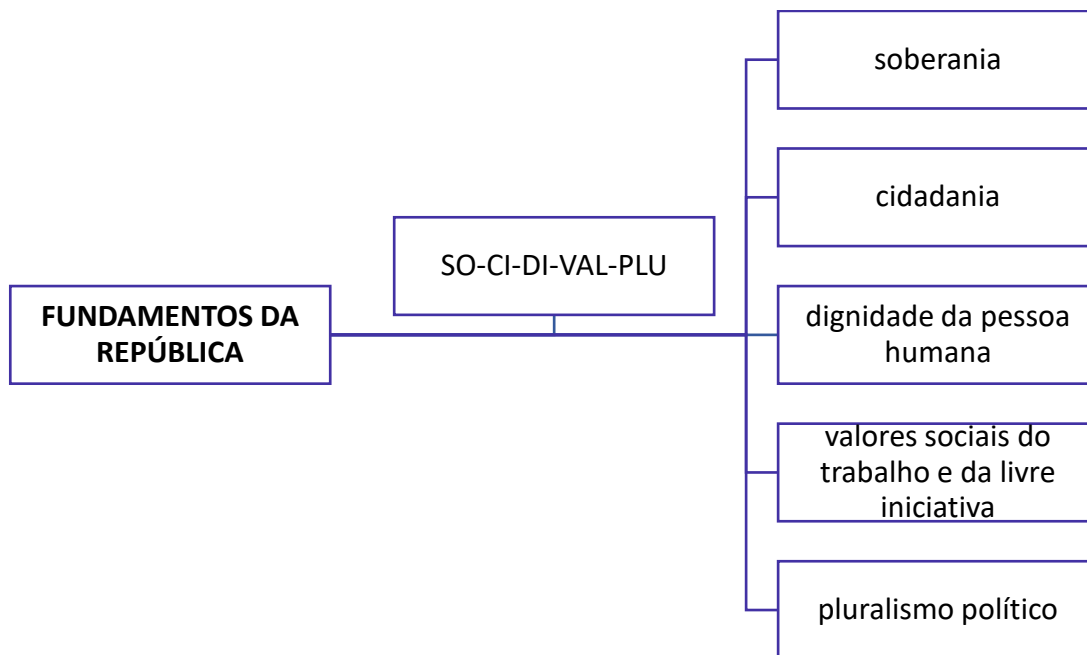 FUNDAMENTOS DA
REPÚBLICA
SO-CI-DI-VAL-PLU
soberania
cidadania
dignidade da pessoa
humana
valores sociais do
trabalho e da livre
iniciativa
pluralismo político